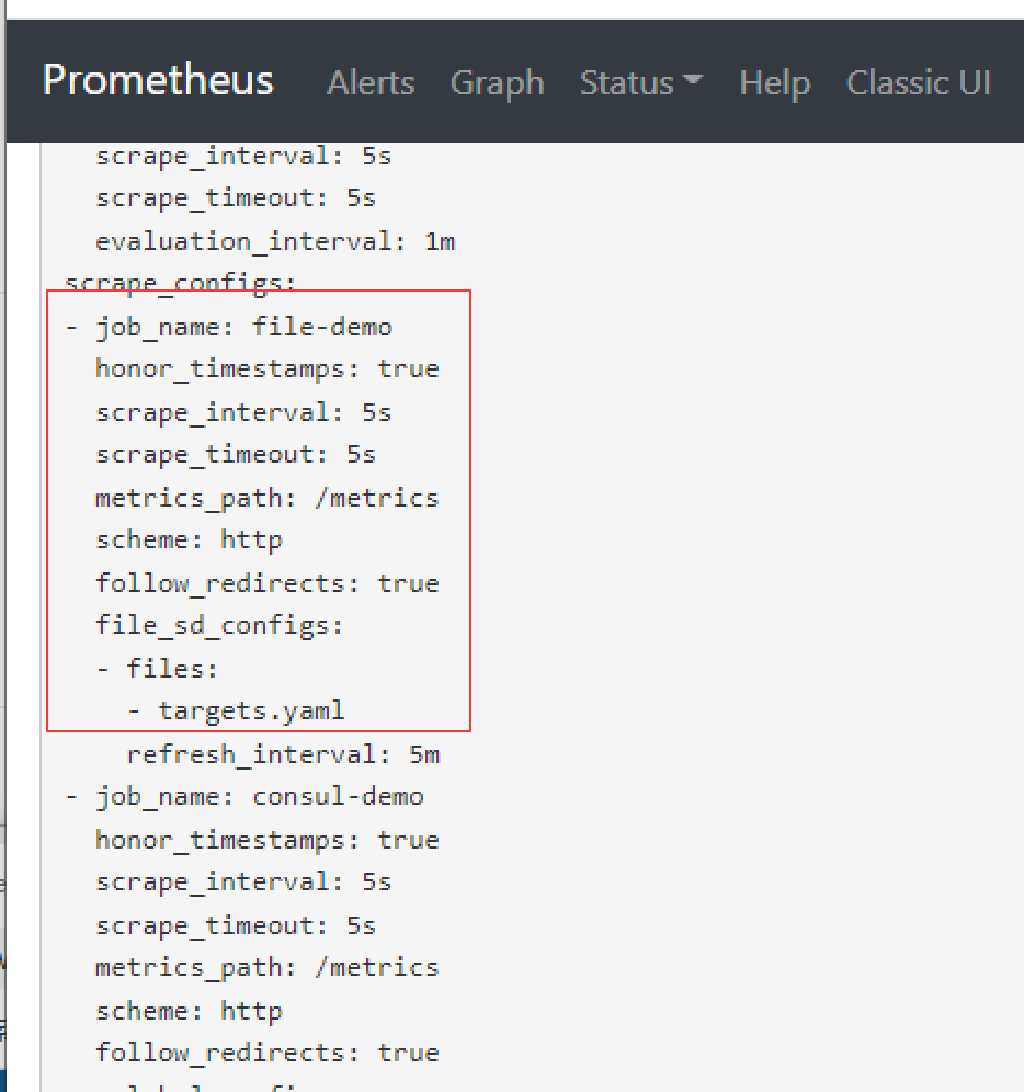 Prometheus Alerts Graph Status Help Classic UI
scrape_interval: 5s
scrape_timeout: 5s
evaluation_interval: 1m
scrape_configs:
- job_name: file-demo
honor_timestamps: true
scrape_interval: 5s
scrape_timeout: 5s
metrics_path: /metrics
scheme: http
follow_redirects: true
file_sd_configs:
- files:
- targets.yaml
refresh_interval: 5m
- job_name: consul-demo
honor_timestamps: true
scrape_interval: 5s
scrape_timeout: 5s
metrics_path: /metrics
scheme: http
follow_redirects: true